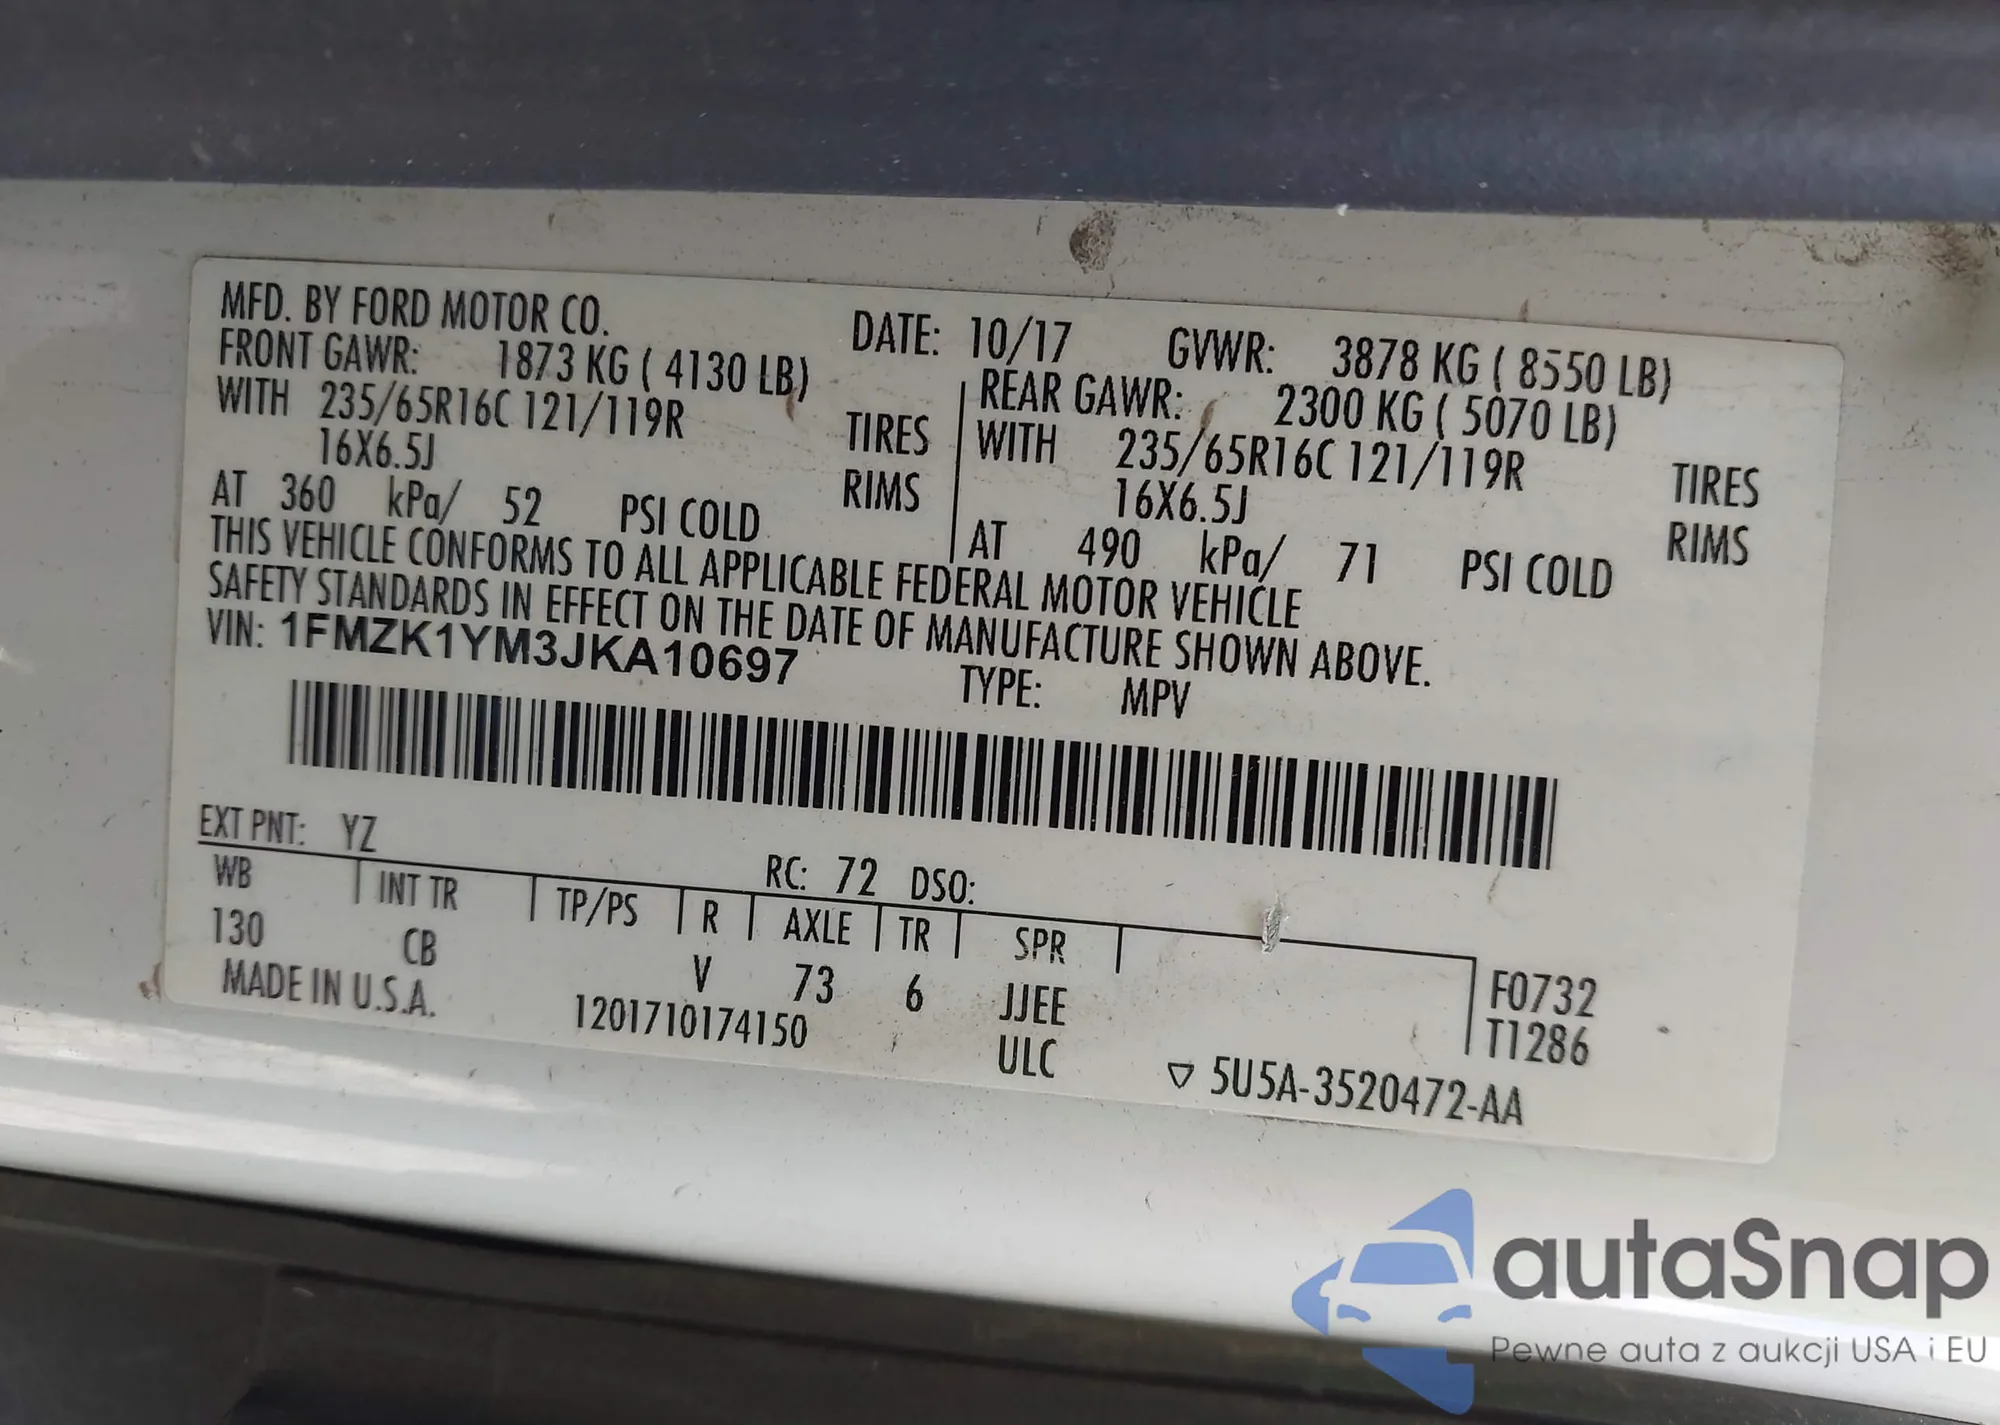 MFD. BY FORD MOTOR CO. DATE: 10/17 GVWR: 3878 KG ( 8550 LB)
FRONT GAWR: 1873 KG ( 4130 LB) REAR GAWR: 2300 KG ( 5070 LB)
WITH 235/65R16C 121/119R TIRES WITH 235/65R16C 121/119R TIRES
16X6.5J RIMS 16X6.5J RIMS
AT 360 kPa/ 52 PSI COLD AT 490 kPa/ 71 PSI COLD
THIS VEHICLE CONFORMS TO ALL APPLICABLE FEDERAL MOTOR VEHICLE
SAFETY STANDARDS IN EFFECT ON THE DATE OF MANUFACTURE SHOWN ABOVE.
VIN: 1FMZK1YM3JKA10697 TYPE: MPV
EXT PNT: YZ RC: 72 DSO:
WB INT TR TP/PS R AXLE TR SPR
130 CB V 73 6 JJEE F0732
MADE IN U.S.A. 1201710174150 ULC T1286
▽ 5U5A-3520472-AA
autaSnap
Pewne auta z aukcji USA i EU